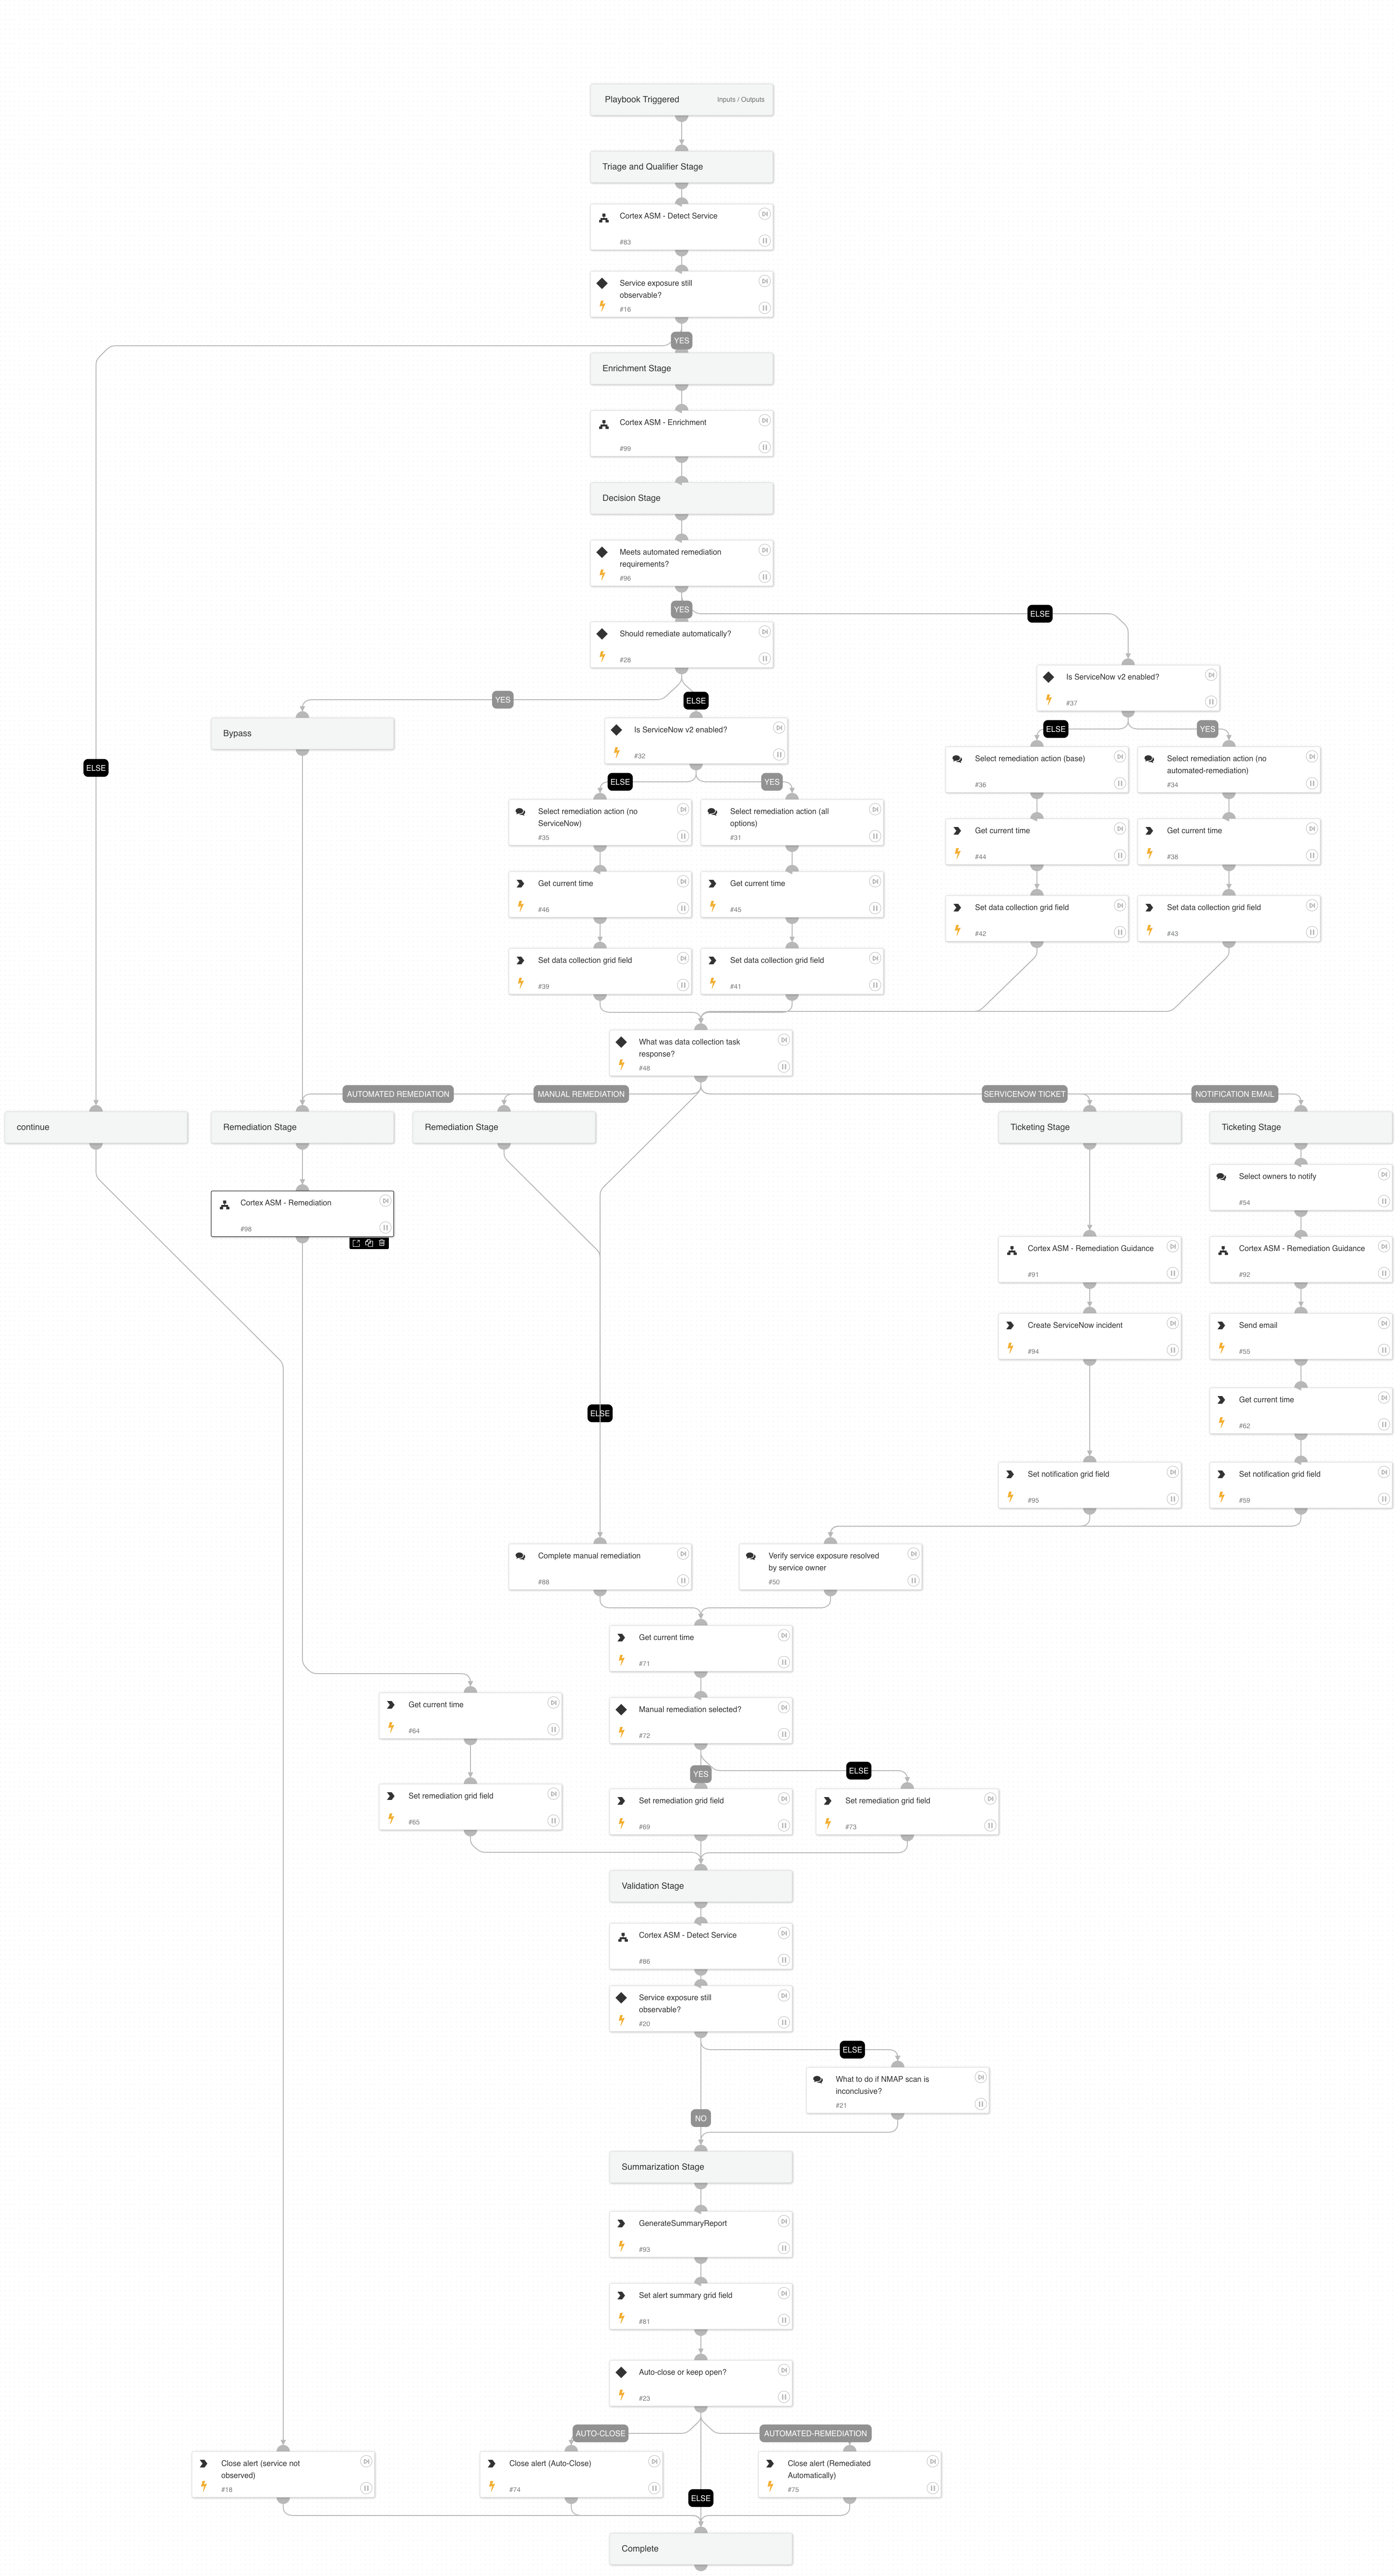 Playbook Triggered
Inputs / Outputs
Triage and Qualifier Stage
Cortex ASM - Detect Service
#83
Service exposure still
observable?
#16
YES
Enrichment Stage
Cortex ASM - Enrichment
#99
Decision Stage
Meets automated remediation
requirements?
#96
YES
ELSE
Should remediate automatically?
#28
Is ServiceNow v2 enabled?
#37
YES
ELSE
Bypass
Is ServiceNow v2 enabled?
#32
ELSE
YES
ELSE
Select remediation action (base)
#36
Select remediation action (no
automated-remediation)
#34
ELSE
YES
Select remediation action (no
ServiceNow)
#35
Select remediation action (all
options)
#31
Get current time
#44
Get current time
#38
Get current time
#46
Get current time
#45
Set data collection grid field
#42
Set data collection grid field
#43
Set data collection grid field
#39
Set data collection grid field
#41
What was data collection task
response?
#48
AUTOMATED REMEDIATION
MANUAL REMEDIATION
SERVICENOW TICKET
NOTIFICATION EMAIL
continue
Remediation Stage
Remediation Stage
Ticketing Stage
Ticketing Stage
Select owners to notify
#54
Cortex ASM - Remediation
#98
Cortex ASM - Remediation Guidance
#91
Cortex ASM - Remediation Guidance
#92
Create ServiceNow incident
#94
Send email
#55
Get current time
#62
ELSE
Set notification grid field
#95
Set notification grid field
#59
Complete manual remediation
#88
Verify service exposure resolved
by service owner
#50
Get current time
#71
Get current time
#64
Manual remediation selected?
#72
YES
ELSE
Set remediation grid field
#65
Set remediation grid field
#69
Set remediation grid field
#73
Validation Stage
Cortex ASM - Detect Service
#86
Service exposure still
observable?
#20
ELSE
What to do if NMAP scan is
inconclusive?
#21
NO
Summarization Stage
GenerateSummaryReport
#93
Set alert summary grid field
#81
Auto-close or keep open?
#23
AUTO-CLOSE
AUTOMATED-REMEDIATION
Close alert (service not
observed)
#18
Close alert (Auto-Close)
#74
Close alert (Remediated
Automatically)
#75
ELSE
Complete